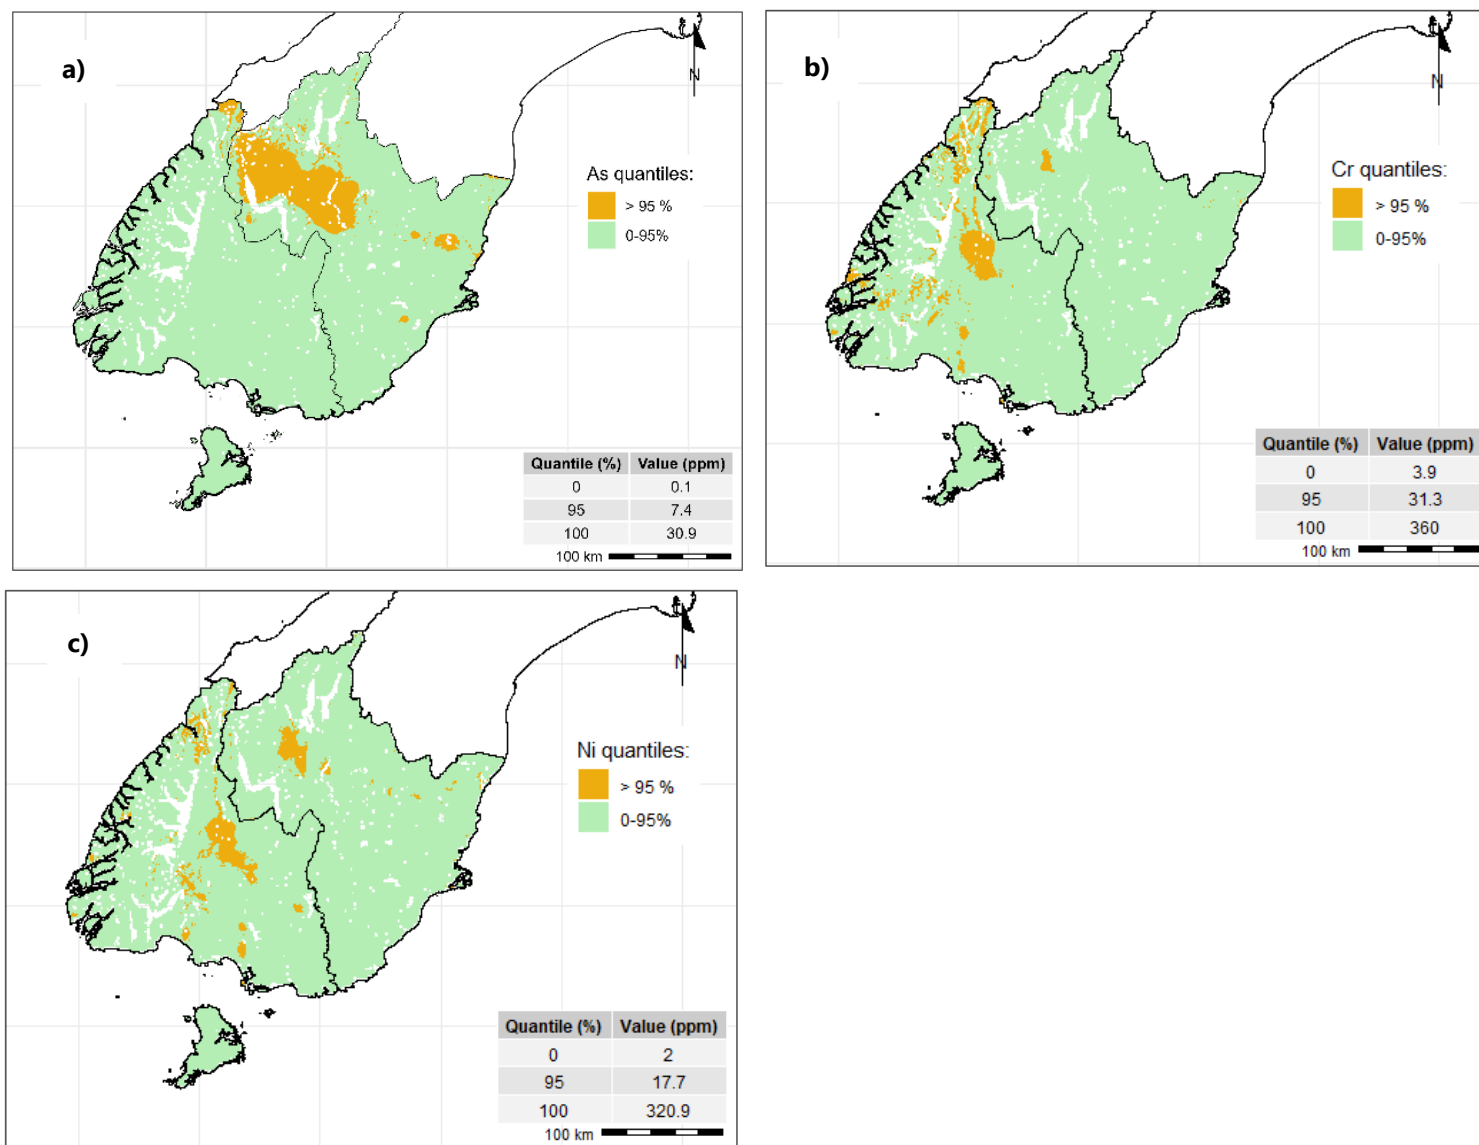 a)
N
As quantiles:
> 95 %
0-95%
Quantile (%) Value (ppm)
0 0.1
95 7.4
100 30.9
100 km
b)
N
Cr quantiles:
> 95 %
0-95%
Quantile (%) Value (ppm)
0 3.9
95 31.3
100 360
100 km
c)
N
Ni quantiles:
> 95 %
0-95%
Quantile (%) Value (ppm)
0 2
95 17.7
100 320.9
100 km